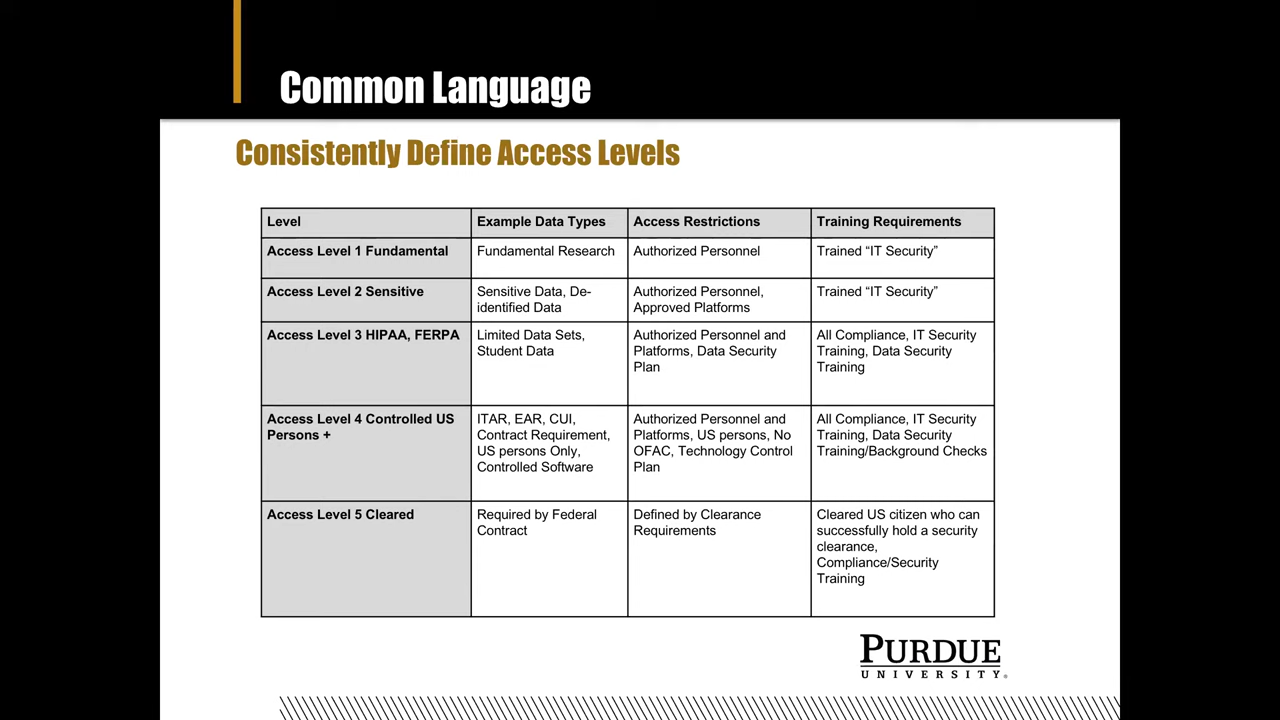 Common Language
Consistently Define Access Levels
Level
Example Data Types
Access Restrictions
Training Requirements
Access Level 1 Fundamental
Fundamental Research
Authorized Personnel
Trained “IT Security”
Access Level 2 Sensitive
Sensitive Data, De-
identified Data
Authorized Personnel,
Approved Platforms
Trained “IT Security”
Access Level 3 HIPAA, FERPA
Limited Data Sets,
Student Data
Authorized Personnel and
Platforms, Data Security
Plan
All Compliance, IT Security
Training, Data Security
Training
Access Level 4 Controlled US
Persons +
ITAR, EAR, CUI,
Contract Requirement,
US persons Only,
Controlled Software
Authorized Personnel and
Platforms, US persons, No
OFAC, Technology Control
Plan
All Compliance, IT Security
Training, Data Security
Training/Background Checks
Access Level 5 Cleared
Required by Federal
Contract
Defined by Clearance
Requirements
Cleared US citizen who can
successfully hold a security
clearance,
Compliance/Security
Training
PURDUE
UNIVERSITY®